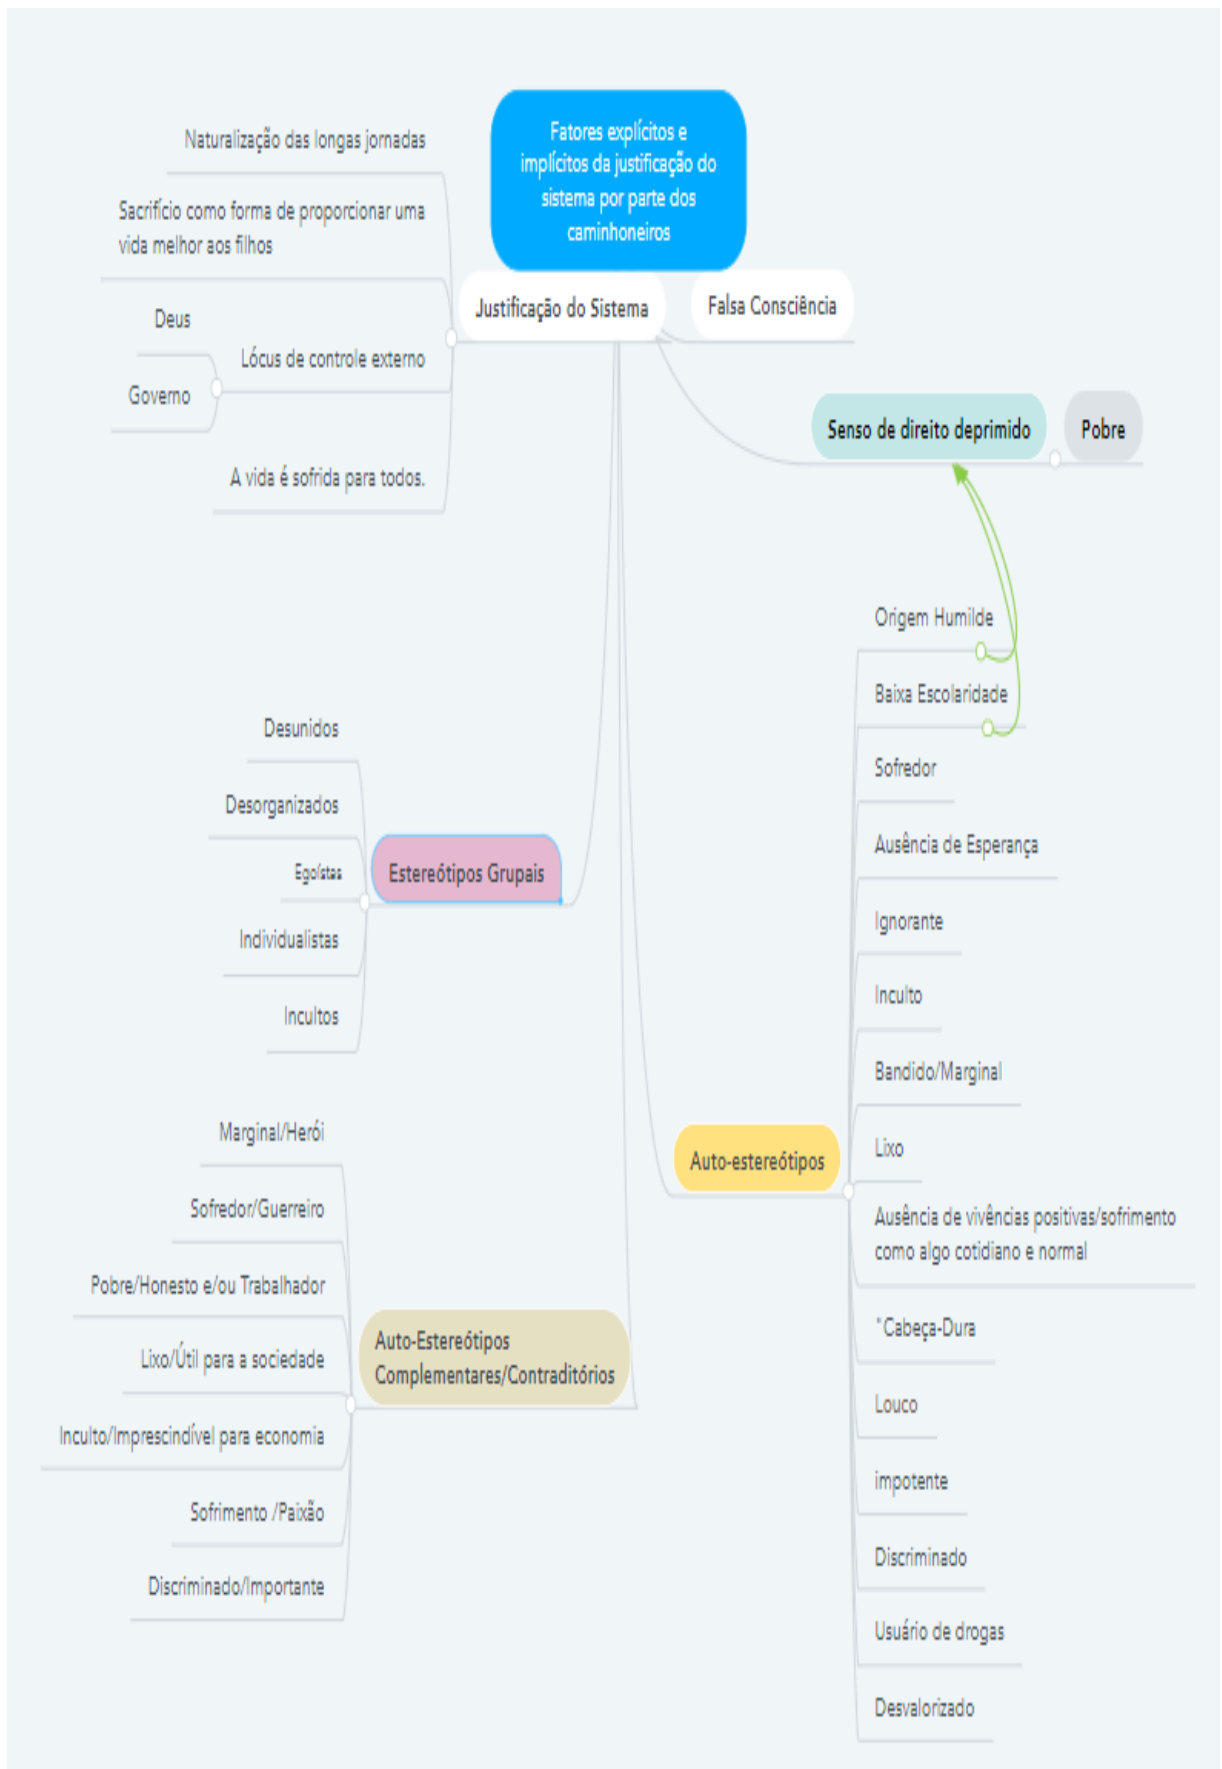 Fatores explícitos e
implícitos da justificação do
sistema por parte dos
caminhoneiros
Justificação do Sistema
Falsa Consciência
Naturalização das longas jornadas
Sacrifício como forma de proporcionar uma
vida melhor aos filhos
Deus
Lócus de controle externo
Governo
A vida é sofrida para todos.
Senso de direito deprimido
Pobre
Origem Humilde
Baixa Escolaridade
Sofredor
Ausência de Esperança
Ignorante
Inculto
Bandido/Marginal
Lixo
Ausência de vivências positivas/sofrimento
como algo cotidiano e normal
"Cabeça-Dura
Louco
impotente
Discriminado
Usuário de drogas
Desvalorizado
Auto-estereótipos
Desunidos
Desorganizados
Egoístas
Individualistas
Incultos
Estereótipos Grupais
Marginal/Herói
Sofredor/Guerreiro
Pobre/Honesto e/ou Trabalhador
Lixo/Útil para a sociedade
Inculto/Imprescindível para economia
Sofrimento /Paixão
Discriminado/Importante
Auto-Estereótipos
Complementares/Contraditórios